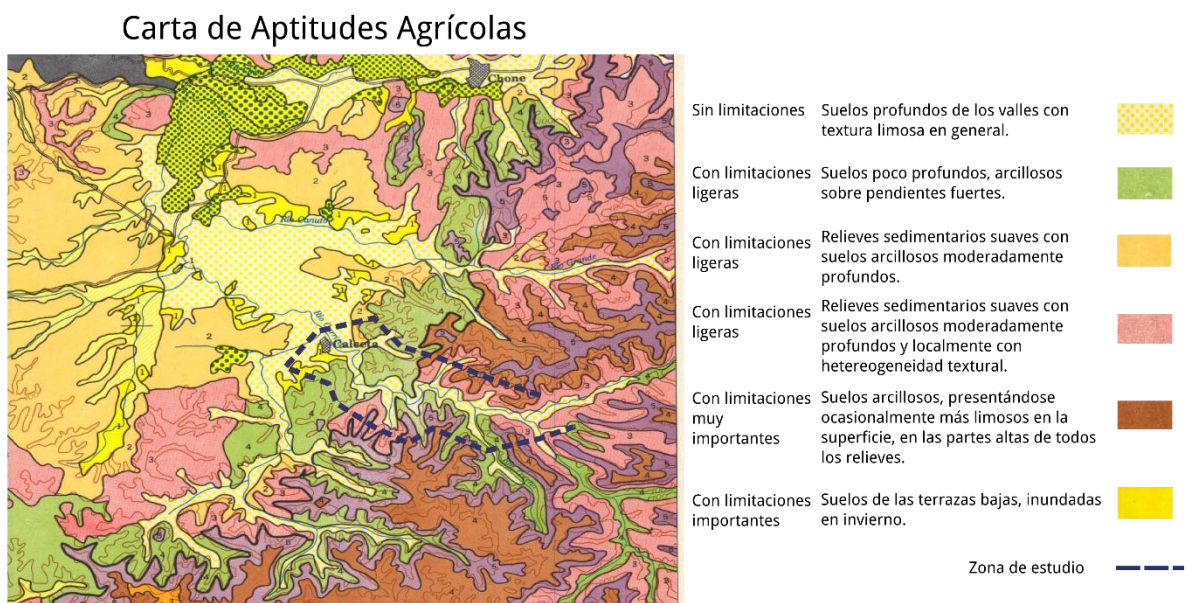 Carta de Aptitudes Agrícolas
Chone
Río Canuto
Río Grande
Calceta
Sin limitaciones
Suelos profundos de los valles con
textura limosa en general.
Con limitaciones
ligeras
Suelos poco profundos, arcillosos
sobre pendientes fuertes.
Con limitaciones
ligeras
Relieves sedimentarios suaves con
suelos arcillosos moderadamente
profundos.
Con limitaciones
ligeras
Relieves sedimentarios suaves con
suelos arcillosos moderadamente
profundos y localmente con
hetereogeneidad textural.
Con limitaciones
muy
importantes
Suelos arcillosos, presentándose
ocasionalmente más limosos en la
superficie, en las partes altas de todos
los relieves.
Con limitaciones
importantes
Suelos de las terrazas bajas, inundadas
en invierno.
Zona de estudio